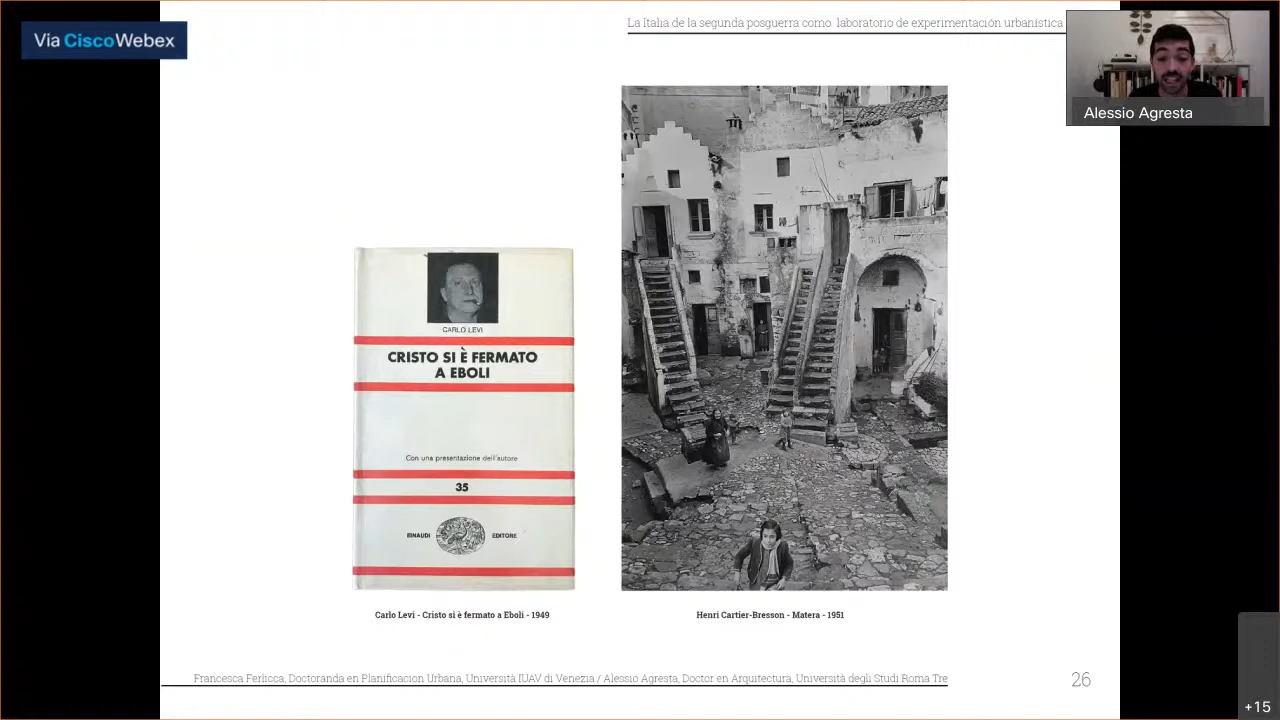 La Italia de la segunda posguerra como laboratorio de experimentación urbanística
Via CiscoWebex
Alessio Agresta
CARLO LEVI
CRISTO SI È FERMATO
A EBOLI
Con una presentazione dell'autore
35
EINAUDI EDITORE
Carlo Levi - Cristo si è fermato a Eboli - 1949
Henri Cartier-Bresson - Matera - 1951
Francesca Ferlicca, Doctoranda en Planificacion Urbana, Università IUAV di Venezia / Alessio Agresta, Doctor en Arquitectura, Università degli Studi Roma Tre
26
+15